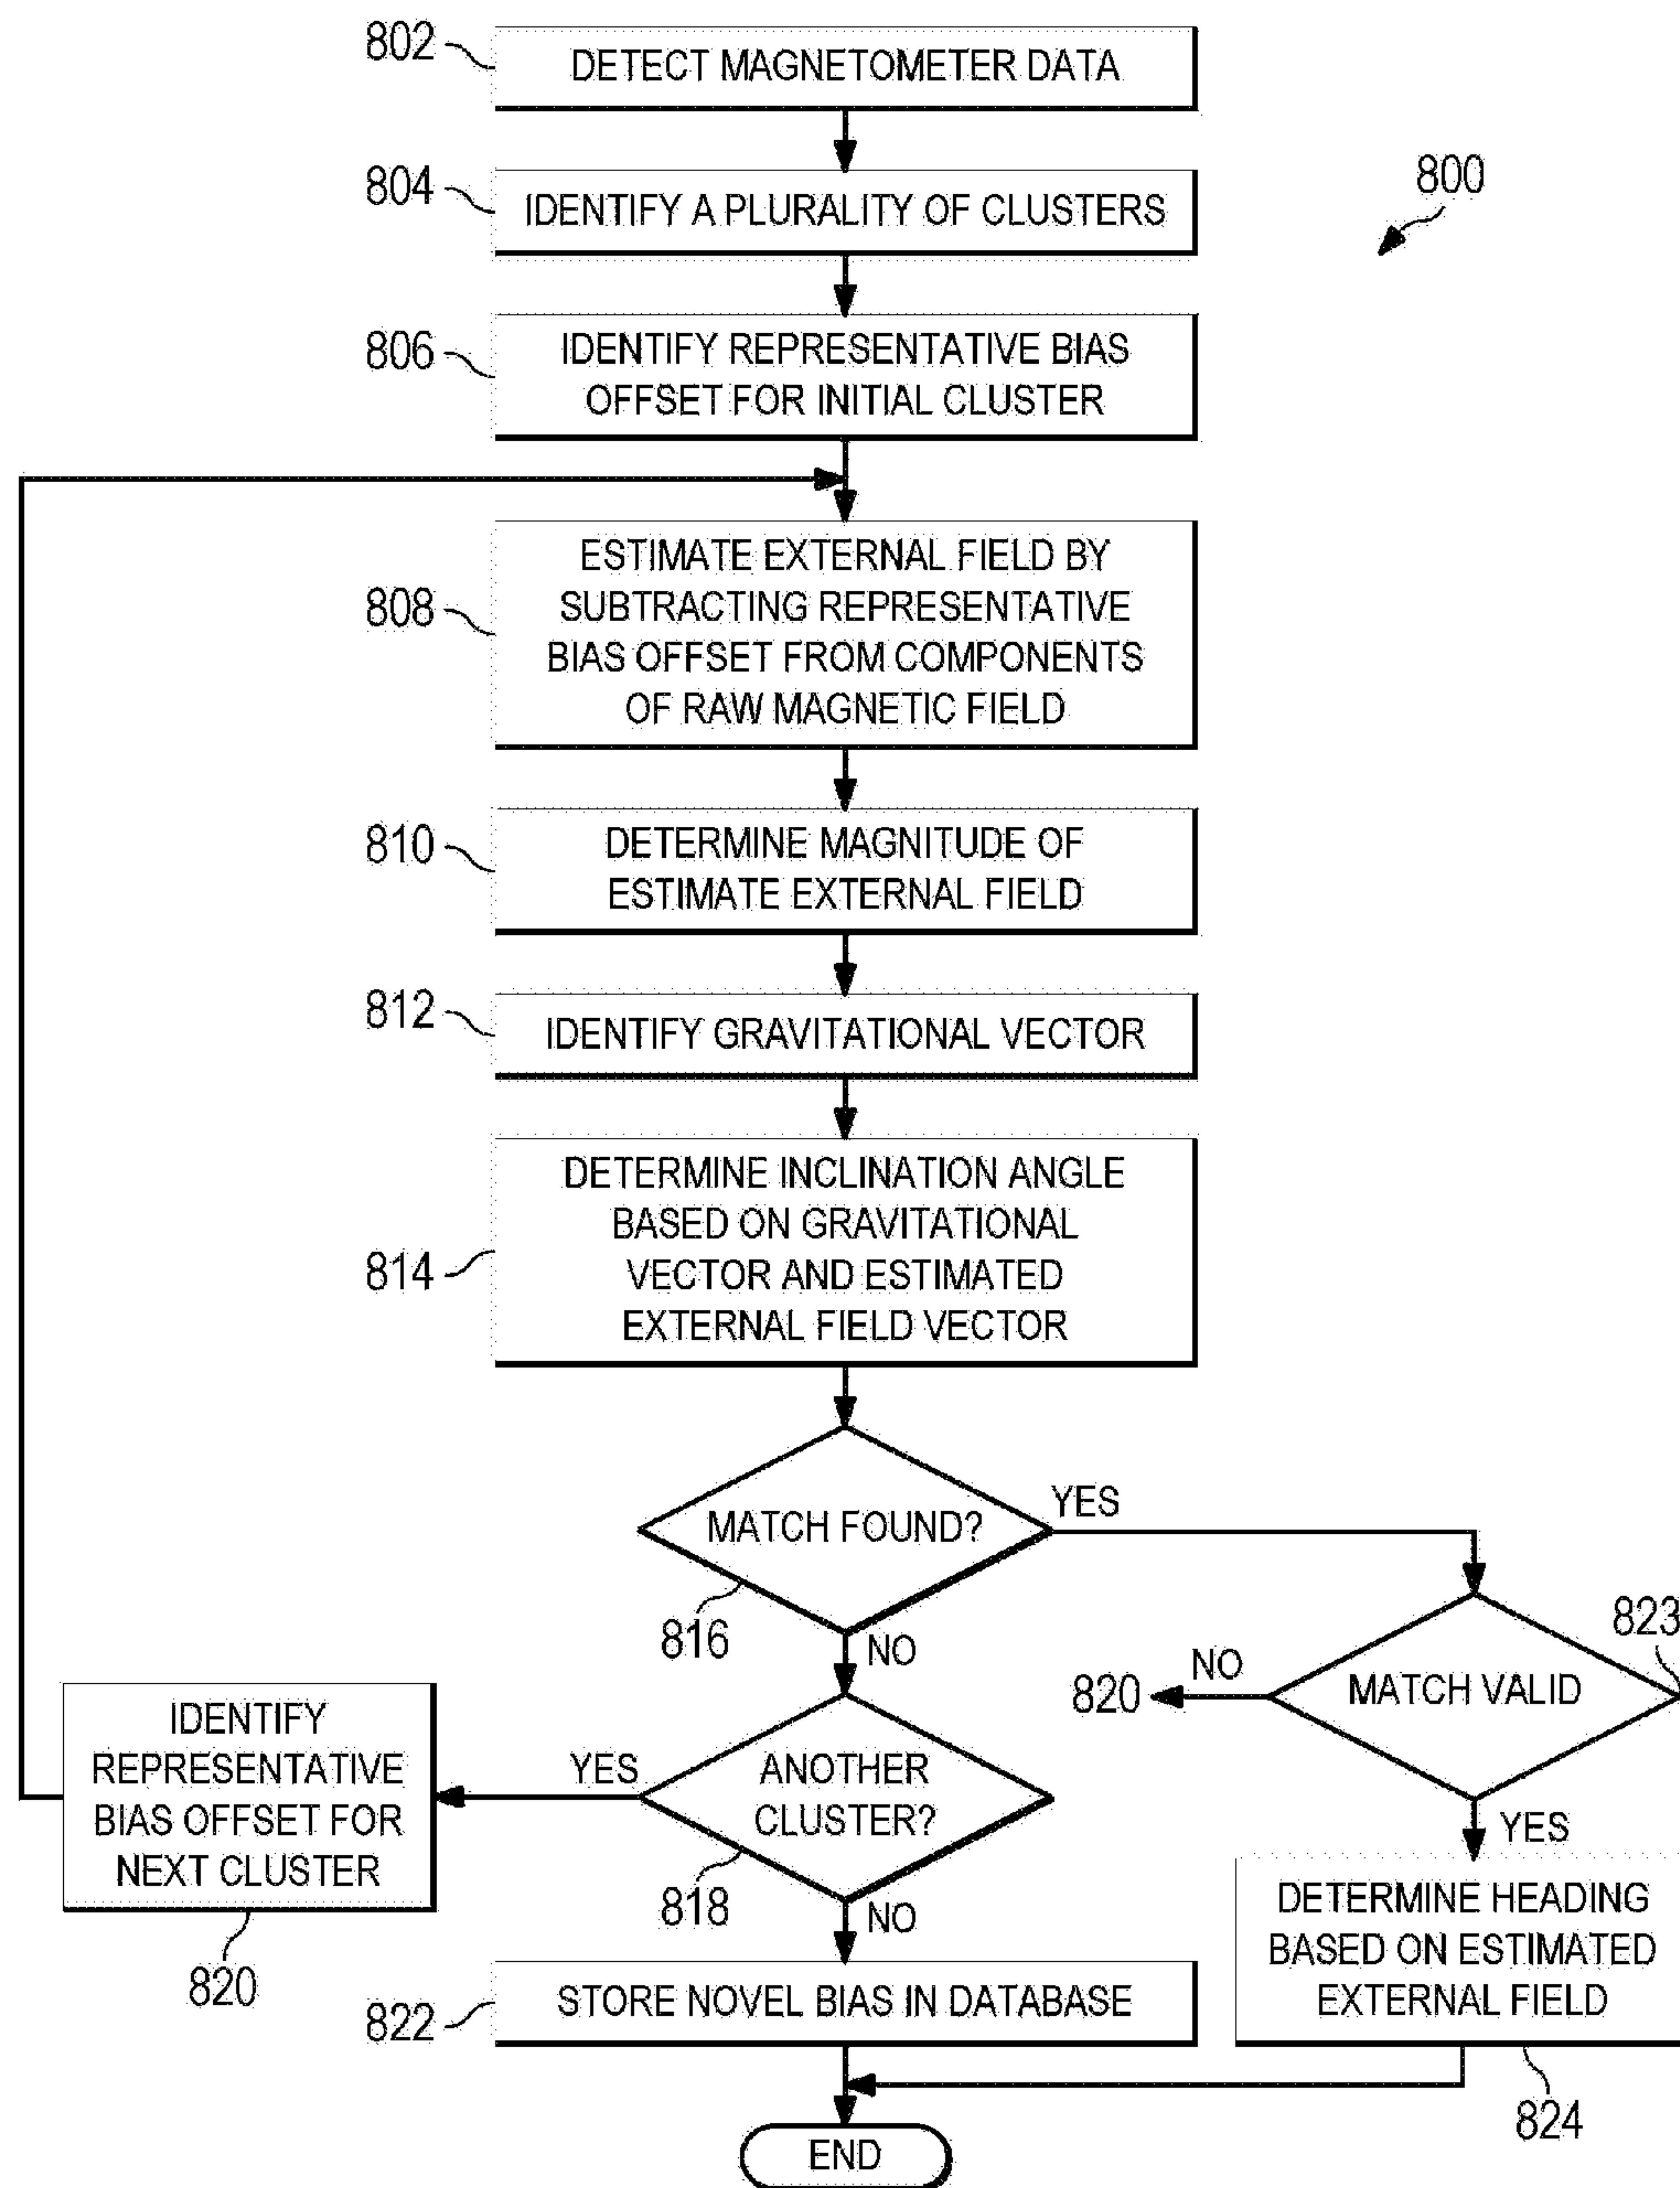 802
DETECT MAGNETOMETER DATA
804
IDENTIFY A PLURALITY OF CLUSTERS
800
806
IDENTIFY REPRESENTATIVE BIAS
OFFSET FOR INITIAL CLUSTER
808
ESTIMATE EXTERNAL FIELD BY
SUBTRACTING REPRESENTATIVE
BIAS OFFSET FROM COMPONENTS
OF RAW MAGNETIC FIELD
810
DETERMINE MAGNITUDE OF
ESTIMATE EXTERNAL FIELD
812
IDENTIFY GRAVITATIONAL VECTOR
814
DETERMINE INCLINATION ANGLE
BASED ON GRAVITATIONAL
VECTOR AND ESTIMATED
EXTERNAL FIELD VECTOR
MATCH FOUND?
YES
816
NO
823
MATCH VALID
NO
820
YES
ANOTHER
CLUSTER?
YES
818
NO
IDENTIFY
REPRESENTATIVE
BIAS OFFSET FOR
NEXT CLUSTER
820
822
STORE NOVEL BIAS IN DATABASE
DETERMINE HEADING
BASED ON ESTIMATED
EXTERNAL FIELD
824
END